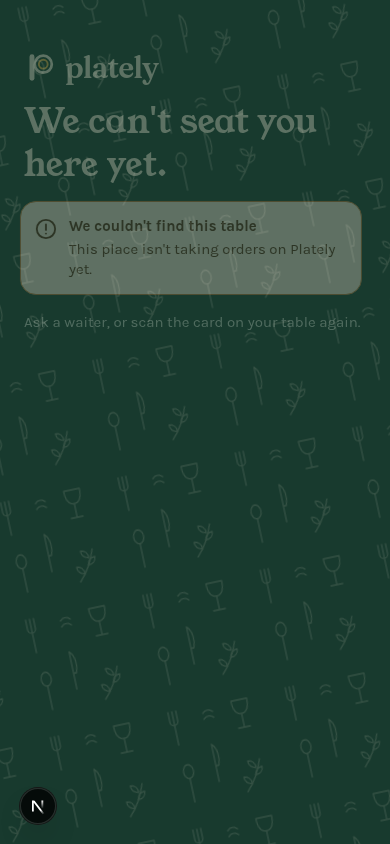 plately
We can't seat you
here yet.
We couldn't find this table
This place isn't taking orders on Plately
yet.
Ask a waiter, or scan the card on your table again.
N